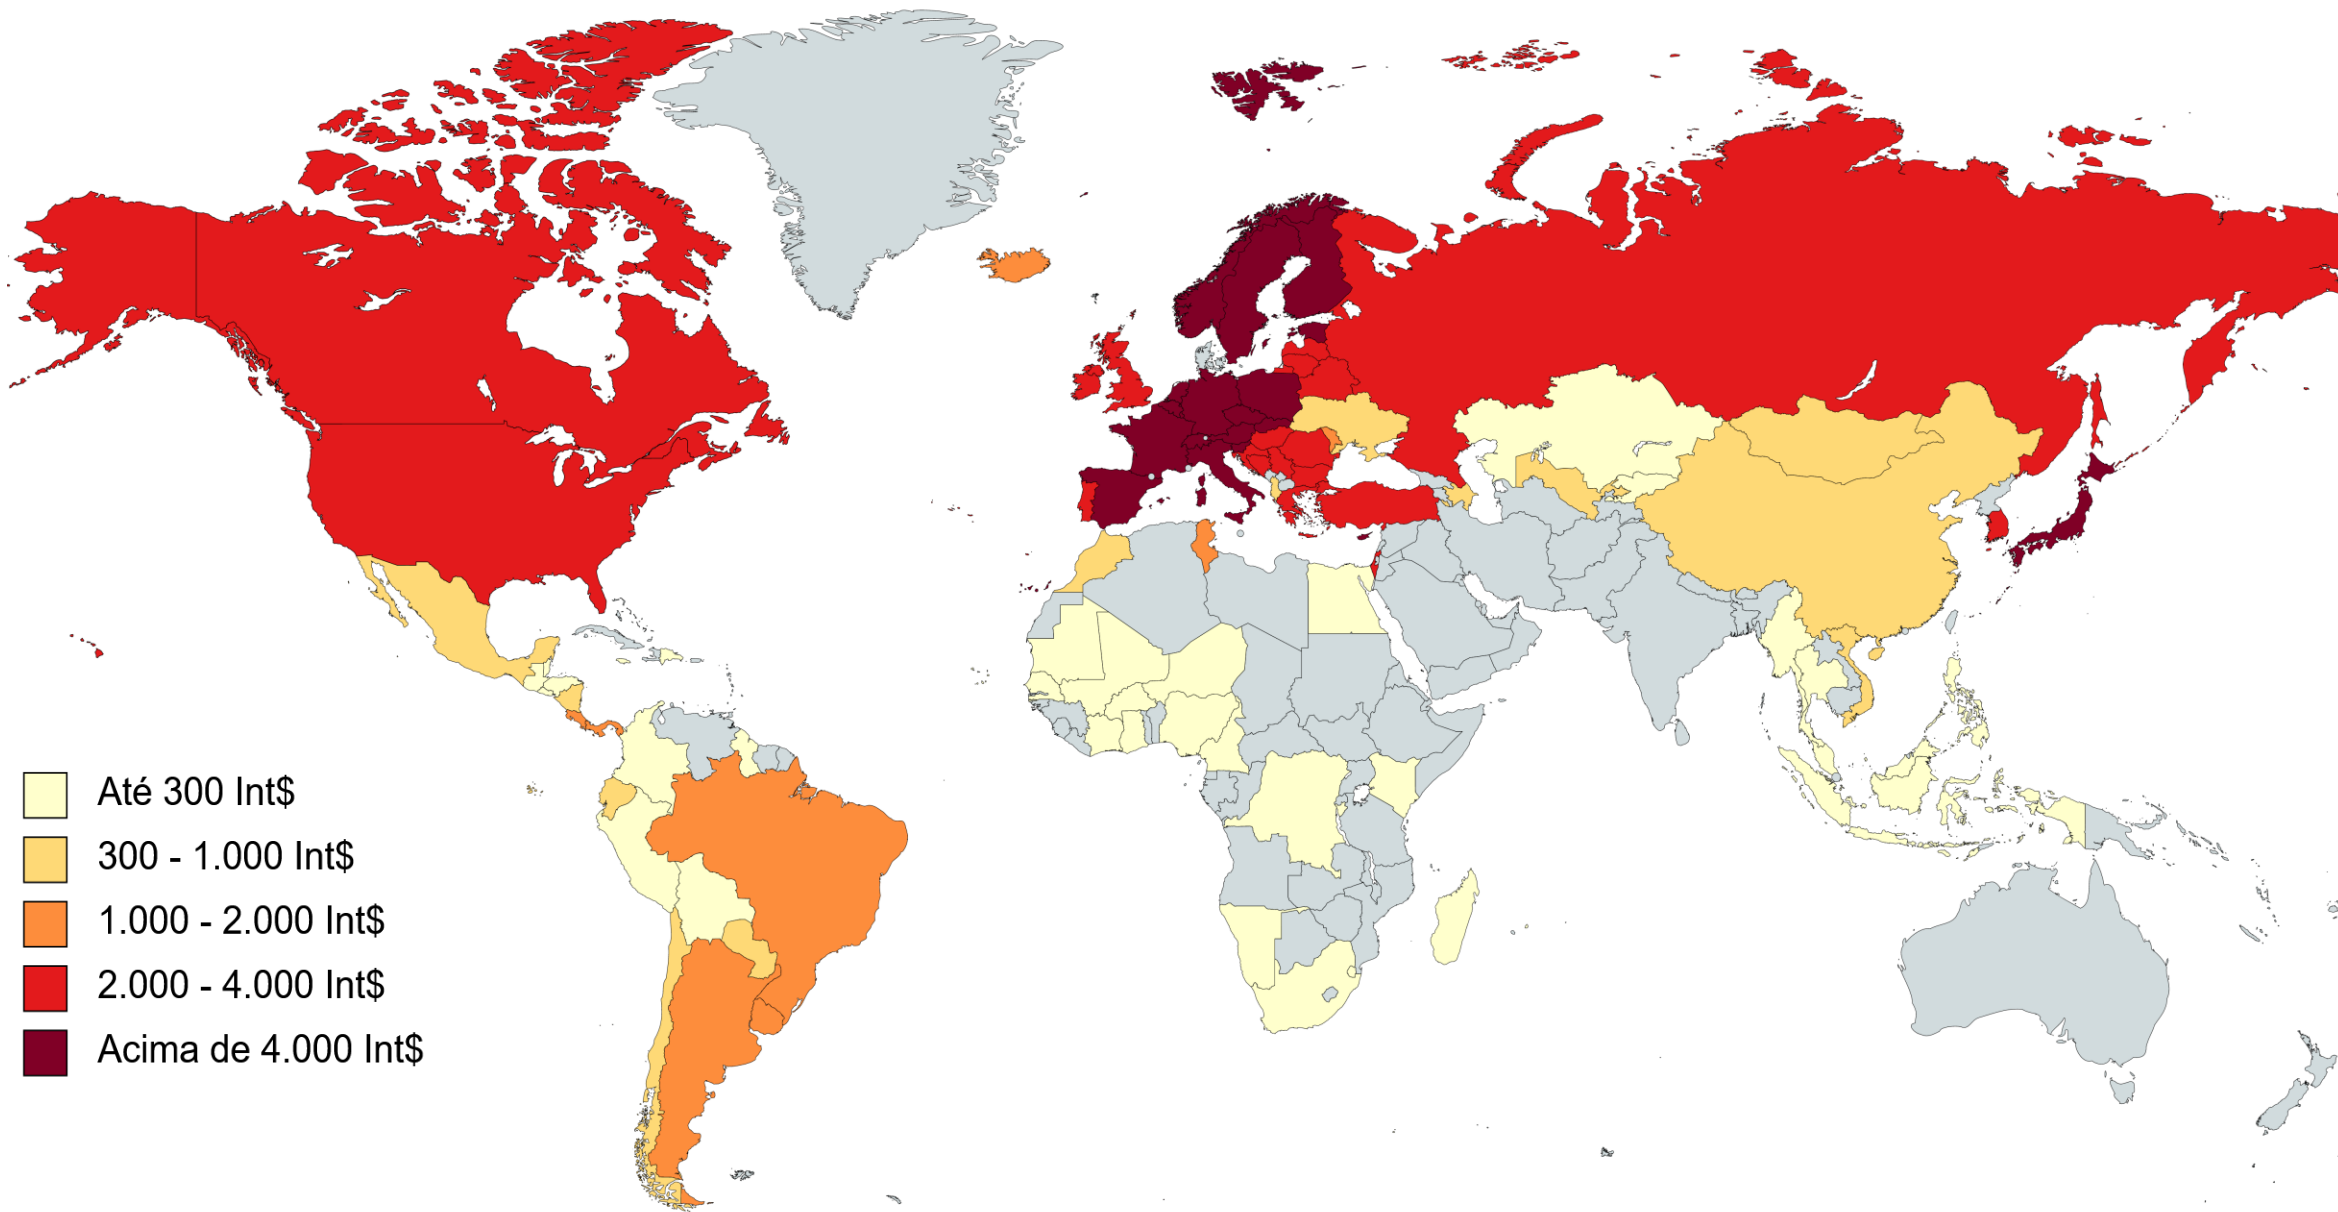 Até 300 Int$
300 - 1.000 Int$
1.000 - 2.000 Int$
2.000 - 4.000 Int$
Acima de 4.000 Int$